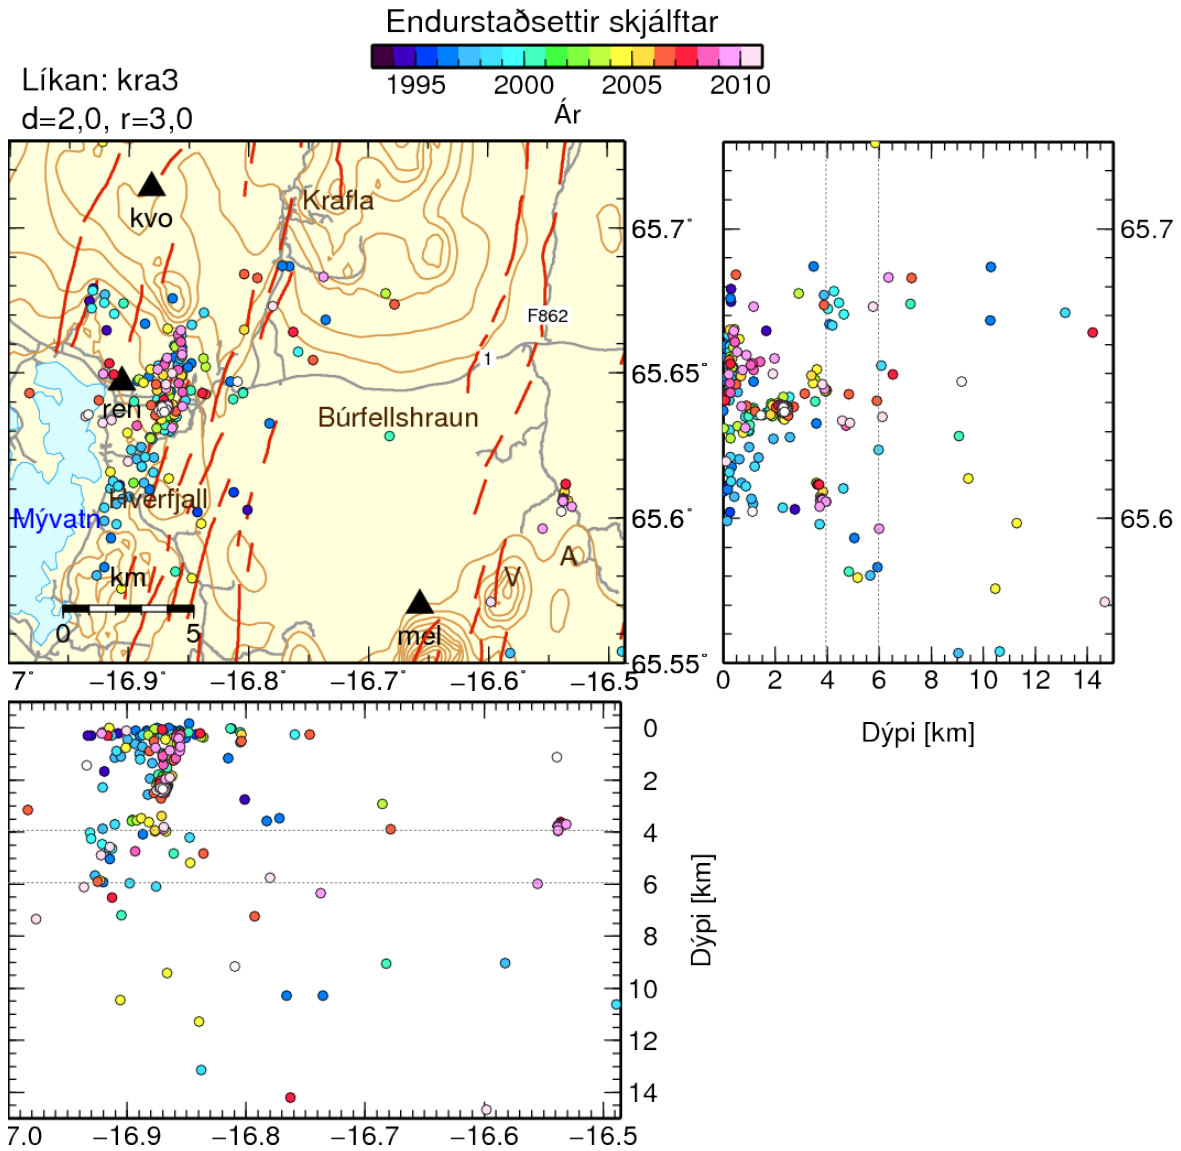 Endurstaðsettir skjálftar
1995 2000 2005 2010
Ár
Líkan: kra3
d=2,0, r=3,0
kvo
Krafla
F862
1
ren
Búrfellshraun
Hverfjall
Mývatn
km
0 5
A
V
mel
65.7°
65.65°
65.6°
65.55°
7° −16.9° −16.8° −16.7° −16.6° −16.5
65.7
65.6
0 2 4 6 8 10 12 14
Dýpi [km]
0
2
4
6
8
10
12
14
Dýpi [km]
7.0 −16.9 −16.8 −16.7 −16.6 −16.5